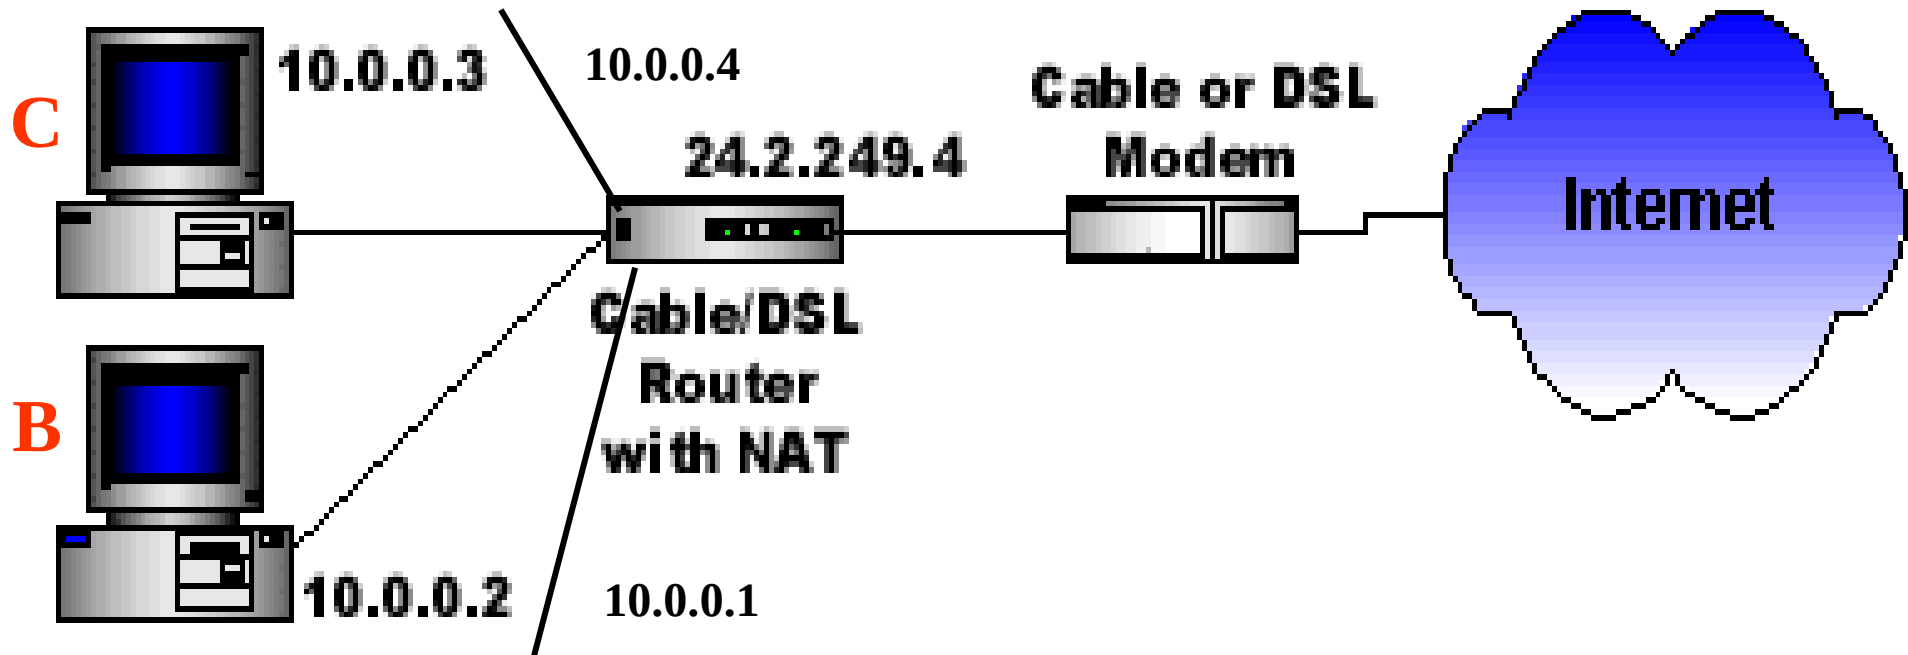 C
10.0.0.3
10.0.0.4
24.2.249.4
Cable or DSL
Modem
Internet
Cable/DSL
Router
with NAT
B
10.0.0.2
10.0.0.1